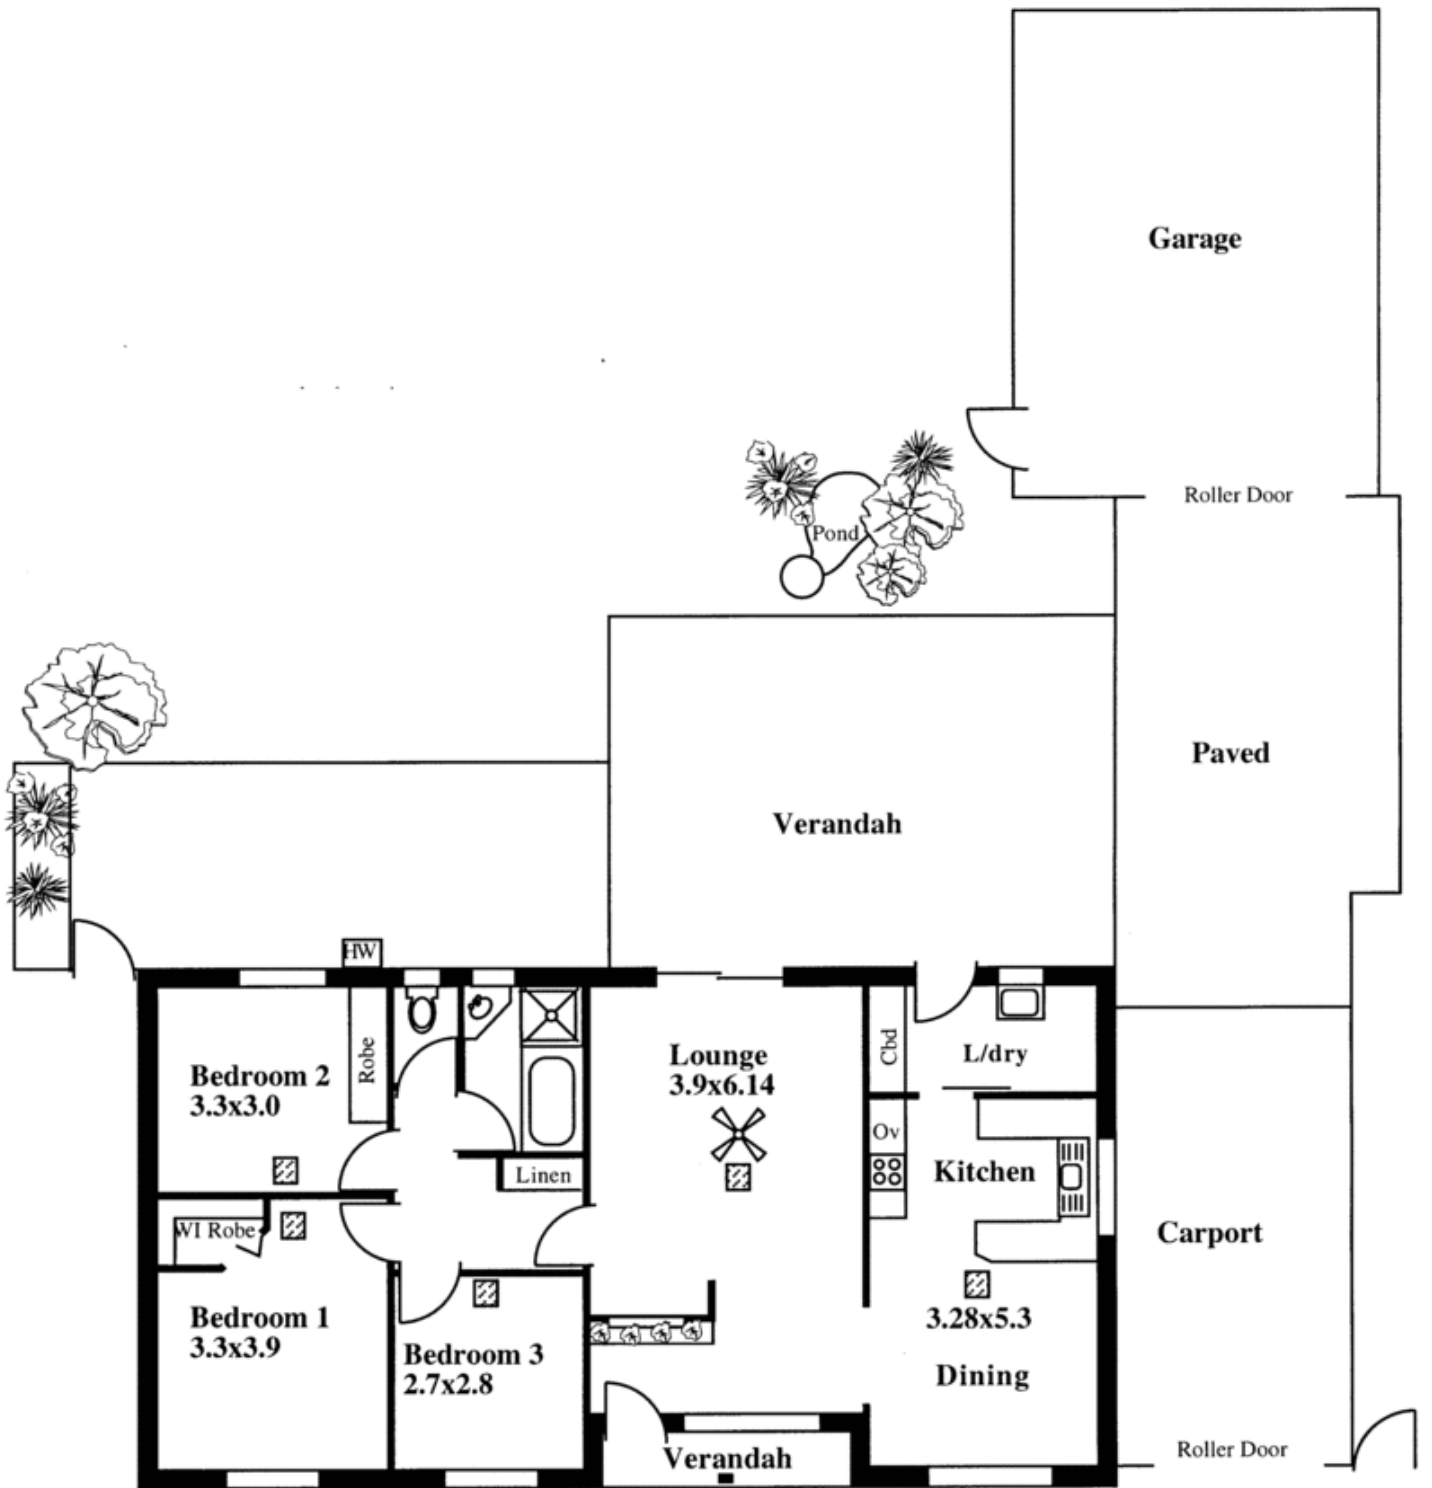 Garage
Roller Door
Pond
Paved
Verandah
HW
Robe
Bedroom 2
3.3x3.0
Lounge
3.9x6.14
Cbd
L/dry
Ov
Kitchen
Linen
WI Robe
Carport
Bedroom 1
3.3x3.9
Bedroom 3
2.7x2.8
3.28x5.3
Dining
Verandah
Roller Door